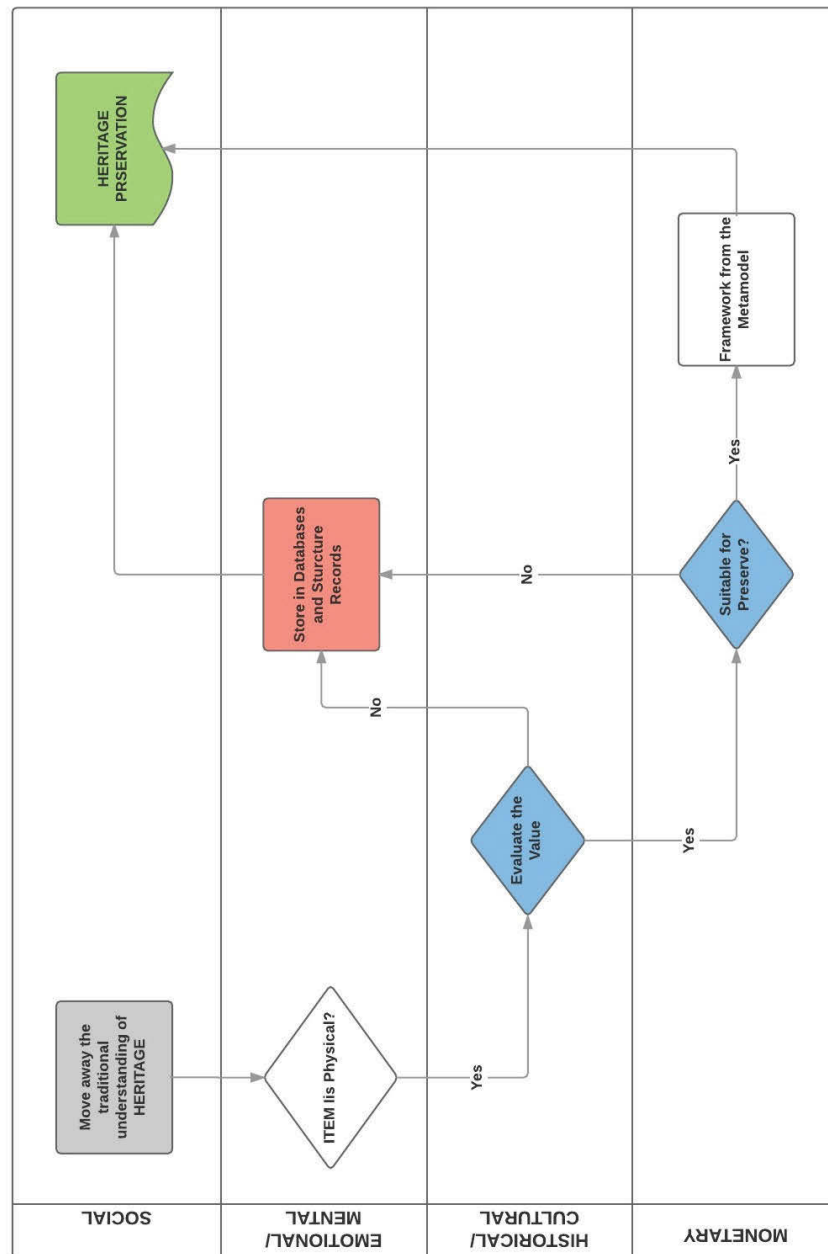 SOCIAL
EMOTIONAL/
MENTAL
HISTORICAL/
CULTURAL
MONETARY
Move away the
traditional
understanding of
HERITAGE
ITEM Iis Physical?
Yes
Evaluate the
Value
No
Yes
Store in Databases
and Sturcture
Records
No
Suitable for
Preserve?
Yes
Framework from the
Metamodel
HERITAGE
PRSERVATION